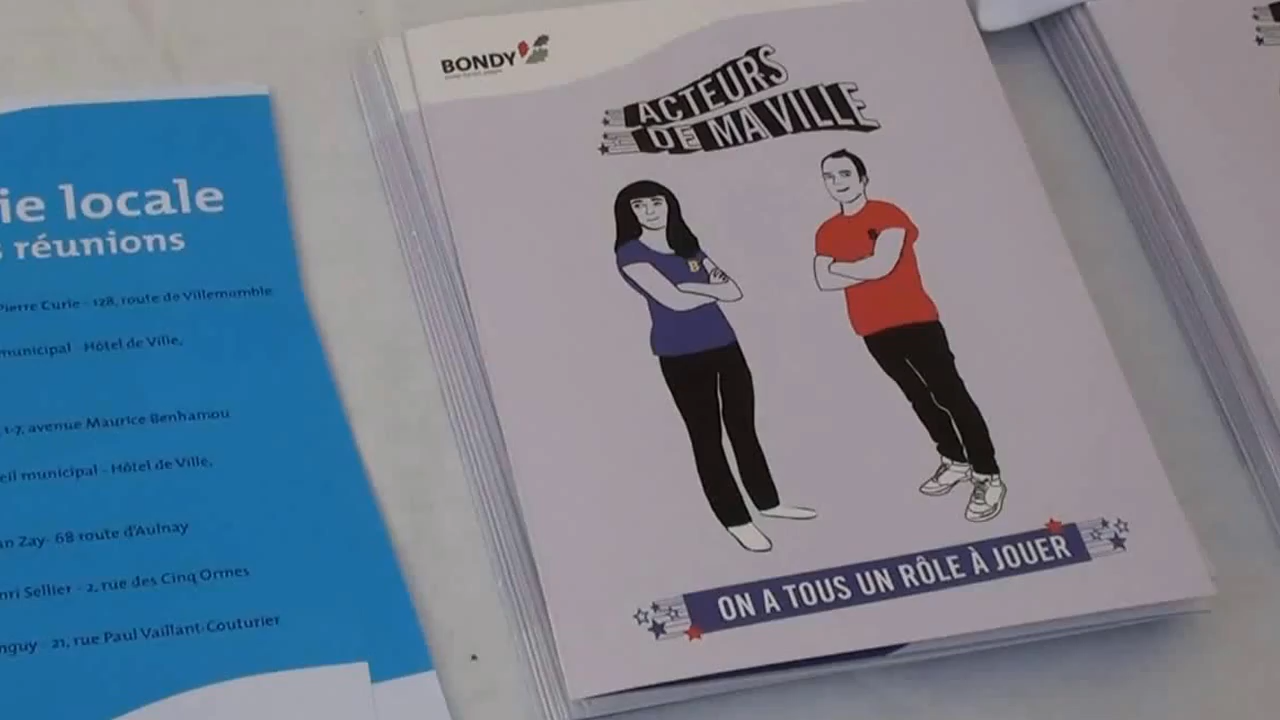 ie locale
s réunions
Pierre Curie - 128, route de Villemomble
municipal - Hôtel de Ville,
1-7, avenue Maurice Benhamou
eil municipal - Hôtel de Ville,
an Zay- 68 route d'Aulnay
nri Sellier - 2, rue des Cinq Ormes
nguy - 21, rue Paul Vaillant-Couturier
BONDY
ACTEURS
DE MA VILLE
B
B
ON A TOUS UN RÔLE À JOUER